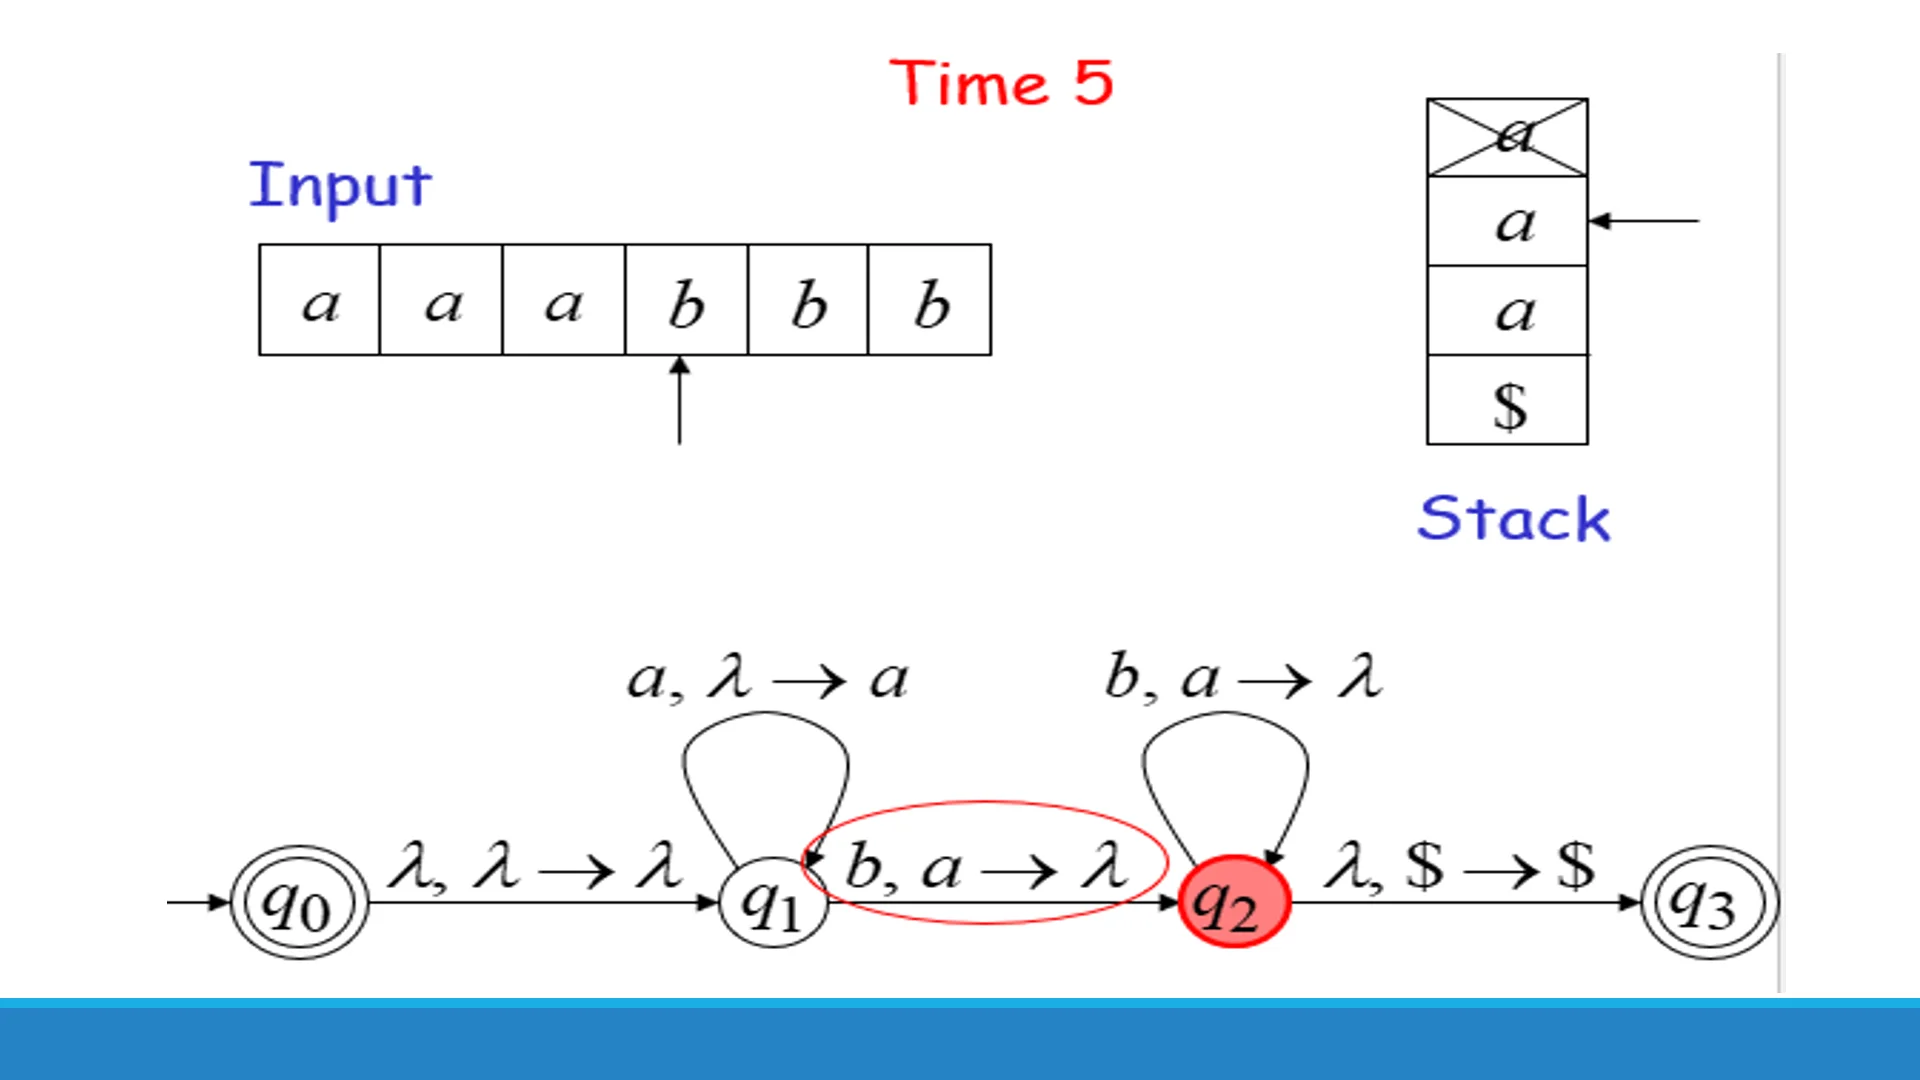 Time 5
Input
a a a b b b
a
a
a
$
Stack
a, λ → a
b, a → λ
λ, λ → λ
b, a → λ
λ, $ → $
q0
q1
q2
q3